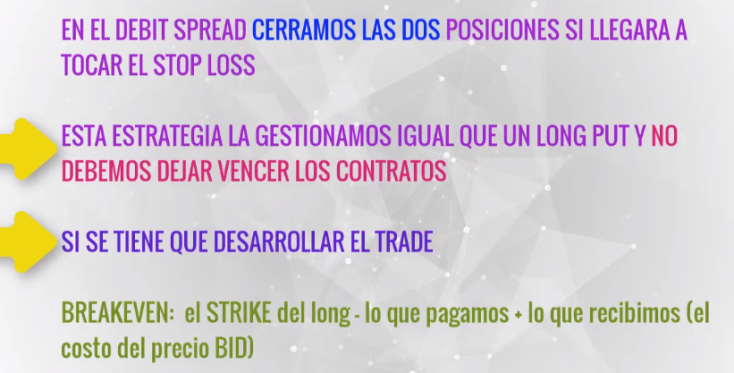 EN EL DEBIT SPREAD CERRAMOS LAS DOS POSICIONES SI LLEGARA A
TOCAR EL STOP LOSS
ESTA ESTRATEGIA LA GESTIONAMOS IGUAL QUE UN LONG PUT Y NO
DEBEMOS DEJAR VENCER LOS CONTRATOS
SI SE TIENE QUE DESARROLLAR EL TRADE
BREAKEVEN: el STRIKE del long - lo que pagamos + lo que recibimos (el
costo del precio BID)